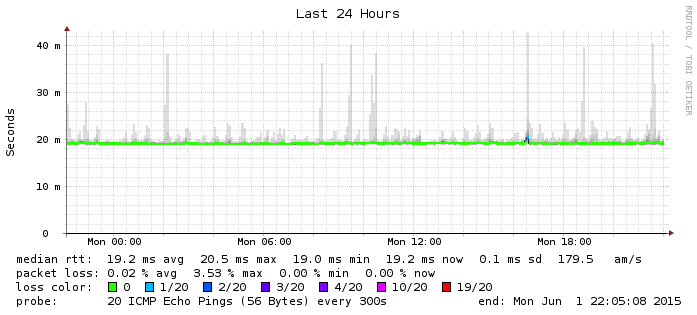 Last 24 Hours
RRDTOOL / TOBI OETIKER
Seconds
40 m
30 m
20 m
10 m
0
Mon 00:00 Mon 06:00 Mon 12:00 Mon 18:00
median rtt: 19.2 ms avg 20.5 ms max 19.0 ms min 19.2 ms now 0.1 ms sd 179.5 am/s
packet loss: 0.02 % avg 3.53 % max 0.00 % min 0.00 % now
loss color: 0 1/20 2/20 3/20 4/20 10/20 19/20
probe: 20 ICMP Echo Pings (56 Bytes) every 300s end: Mon Jun 1 22:05:08 2015